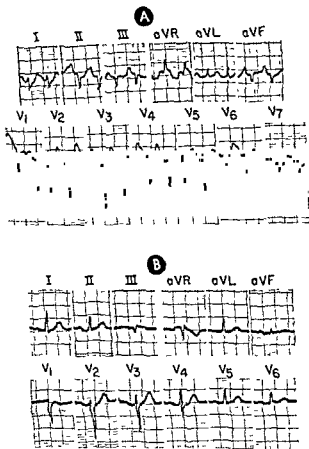 A
I II III aVR aVL aVF
V1 V2 V3 V4 V5 V6 V7
B
I II III aVR aVL aVF
V1 V2 V3 V4 V5 V6